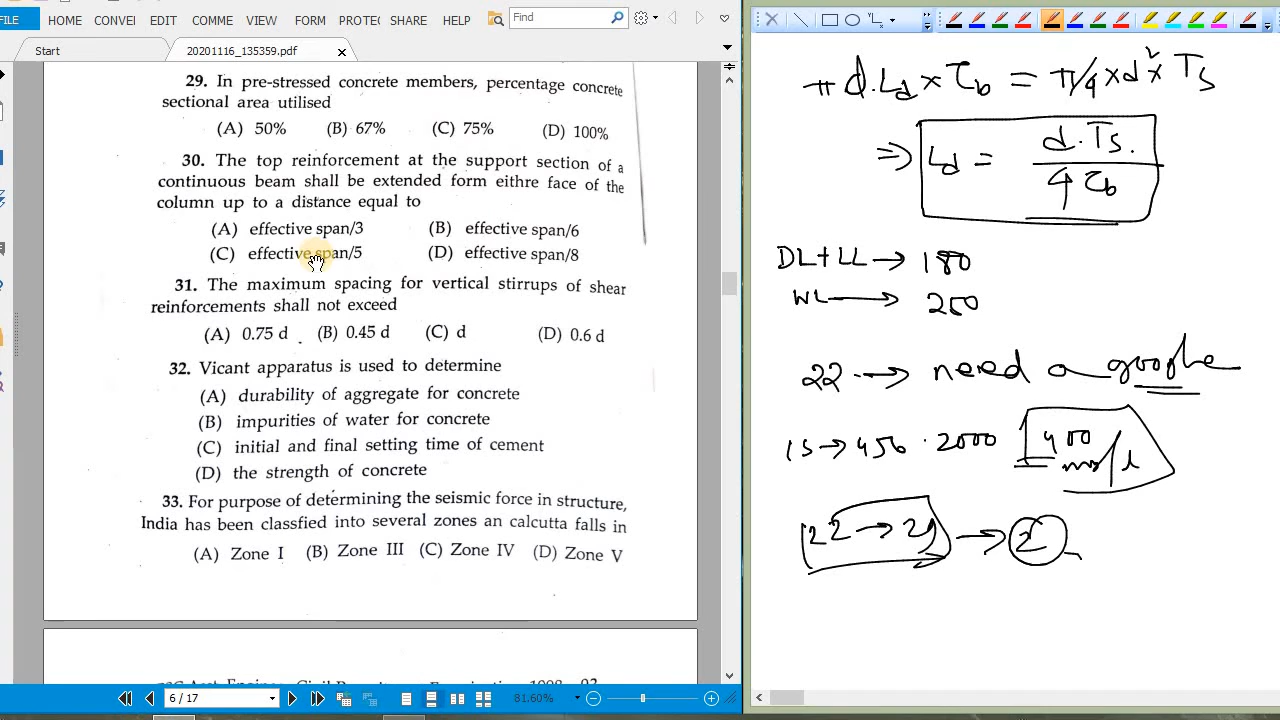 FILE HOME CONVEI EDIT COMME VIEW FORM PROTEC SHARE HELP Find
Start 20201116_135359.pdf
29. In pre-stressed concrete members, percentage concrete
sectional area utilised
(A) 50% (B) 67% (C) 75% (D) 100%
30. The top reinforcement at the support section of a
continuous beam shall be extended form eithre face of the
column up to a distance equal to
(A) effective span/3 (B) effective span/6
(C) effective span/5 (D) effective span/8
31. The maximum spacing for vertical stirrups of shear
reinforcements shall not exceed
(A) 0.75 d (B) 0.45 d (C) d (D) 0.6 d
32. Vicant apparatus is used to determine
(A) durability of aggregate for concrete
(B) impurities of water for concrete
(C) initial and final setting time of cement
(D) the strength of concrete
33. For purpose of determining the seismic force in structure,
India has been classfied into several zones an calcutta falls in
(A) Zone I (B) Zone III (C) Zone IV (D) Zone V
6 / 17 81.60%
π d.Ld × τb = π/4 × d² × Ts
⇒ Ld = d.Ts. / 4 τb
DL+LL → 180
WL → 250
22 → need a google
IS → 456 . 2000 400
mg/l
22 → 2